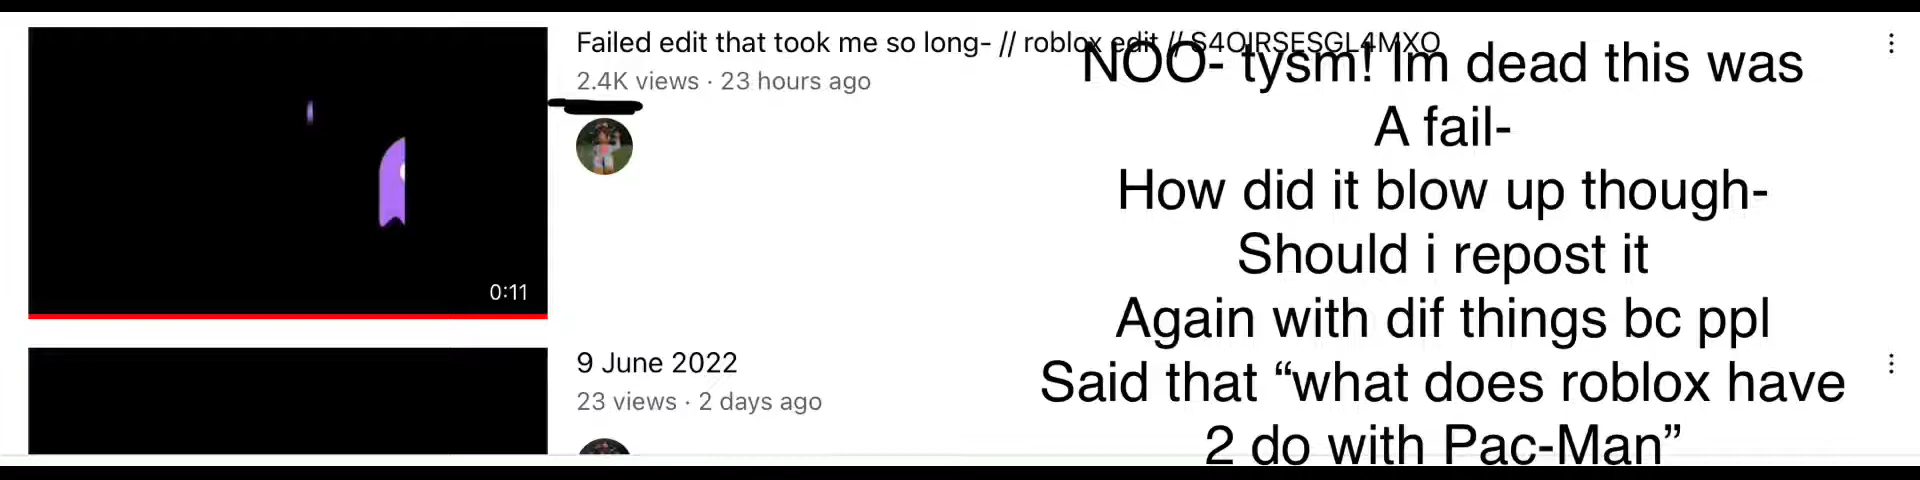 Failed edit that took me so long- // roblox edit // S4OIRSESGL4MXO
2.4K views · 23 hours ago
0:11
9 June 2022
23 views · 2 days ago
NOO- tysm! Im dead this was
A fail-
How did it blow up though-
Should i repost it
Again with dif things bc ppl
Said that “what does roblox have
2 do with Pac-Man”